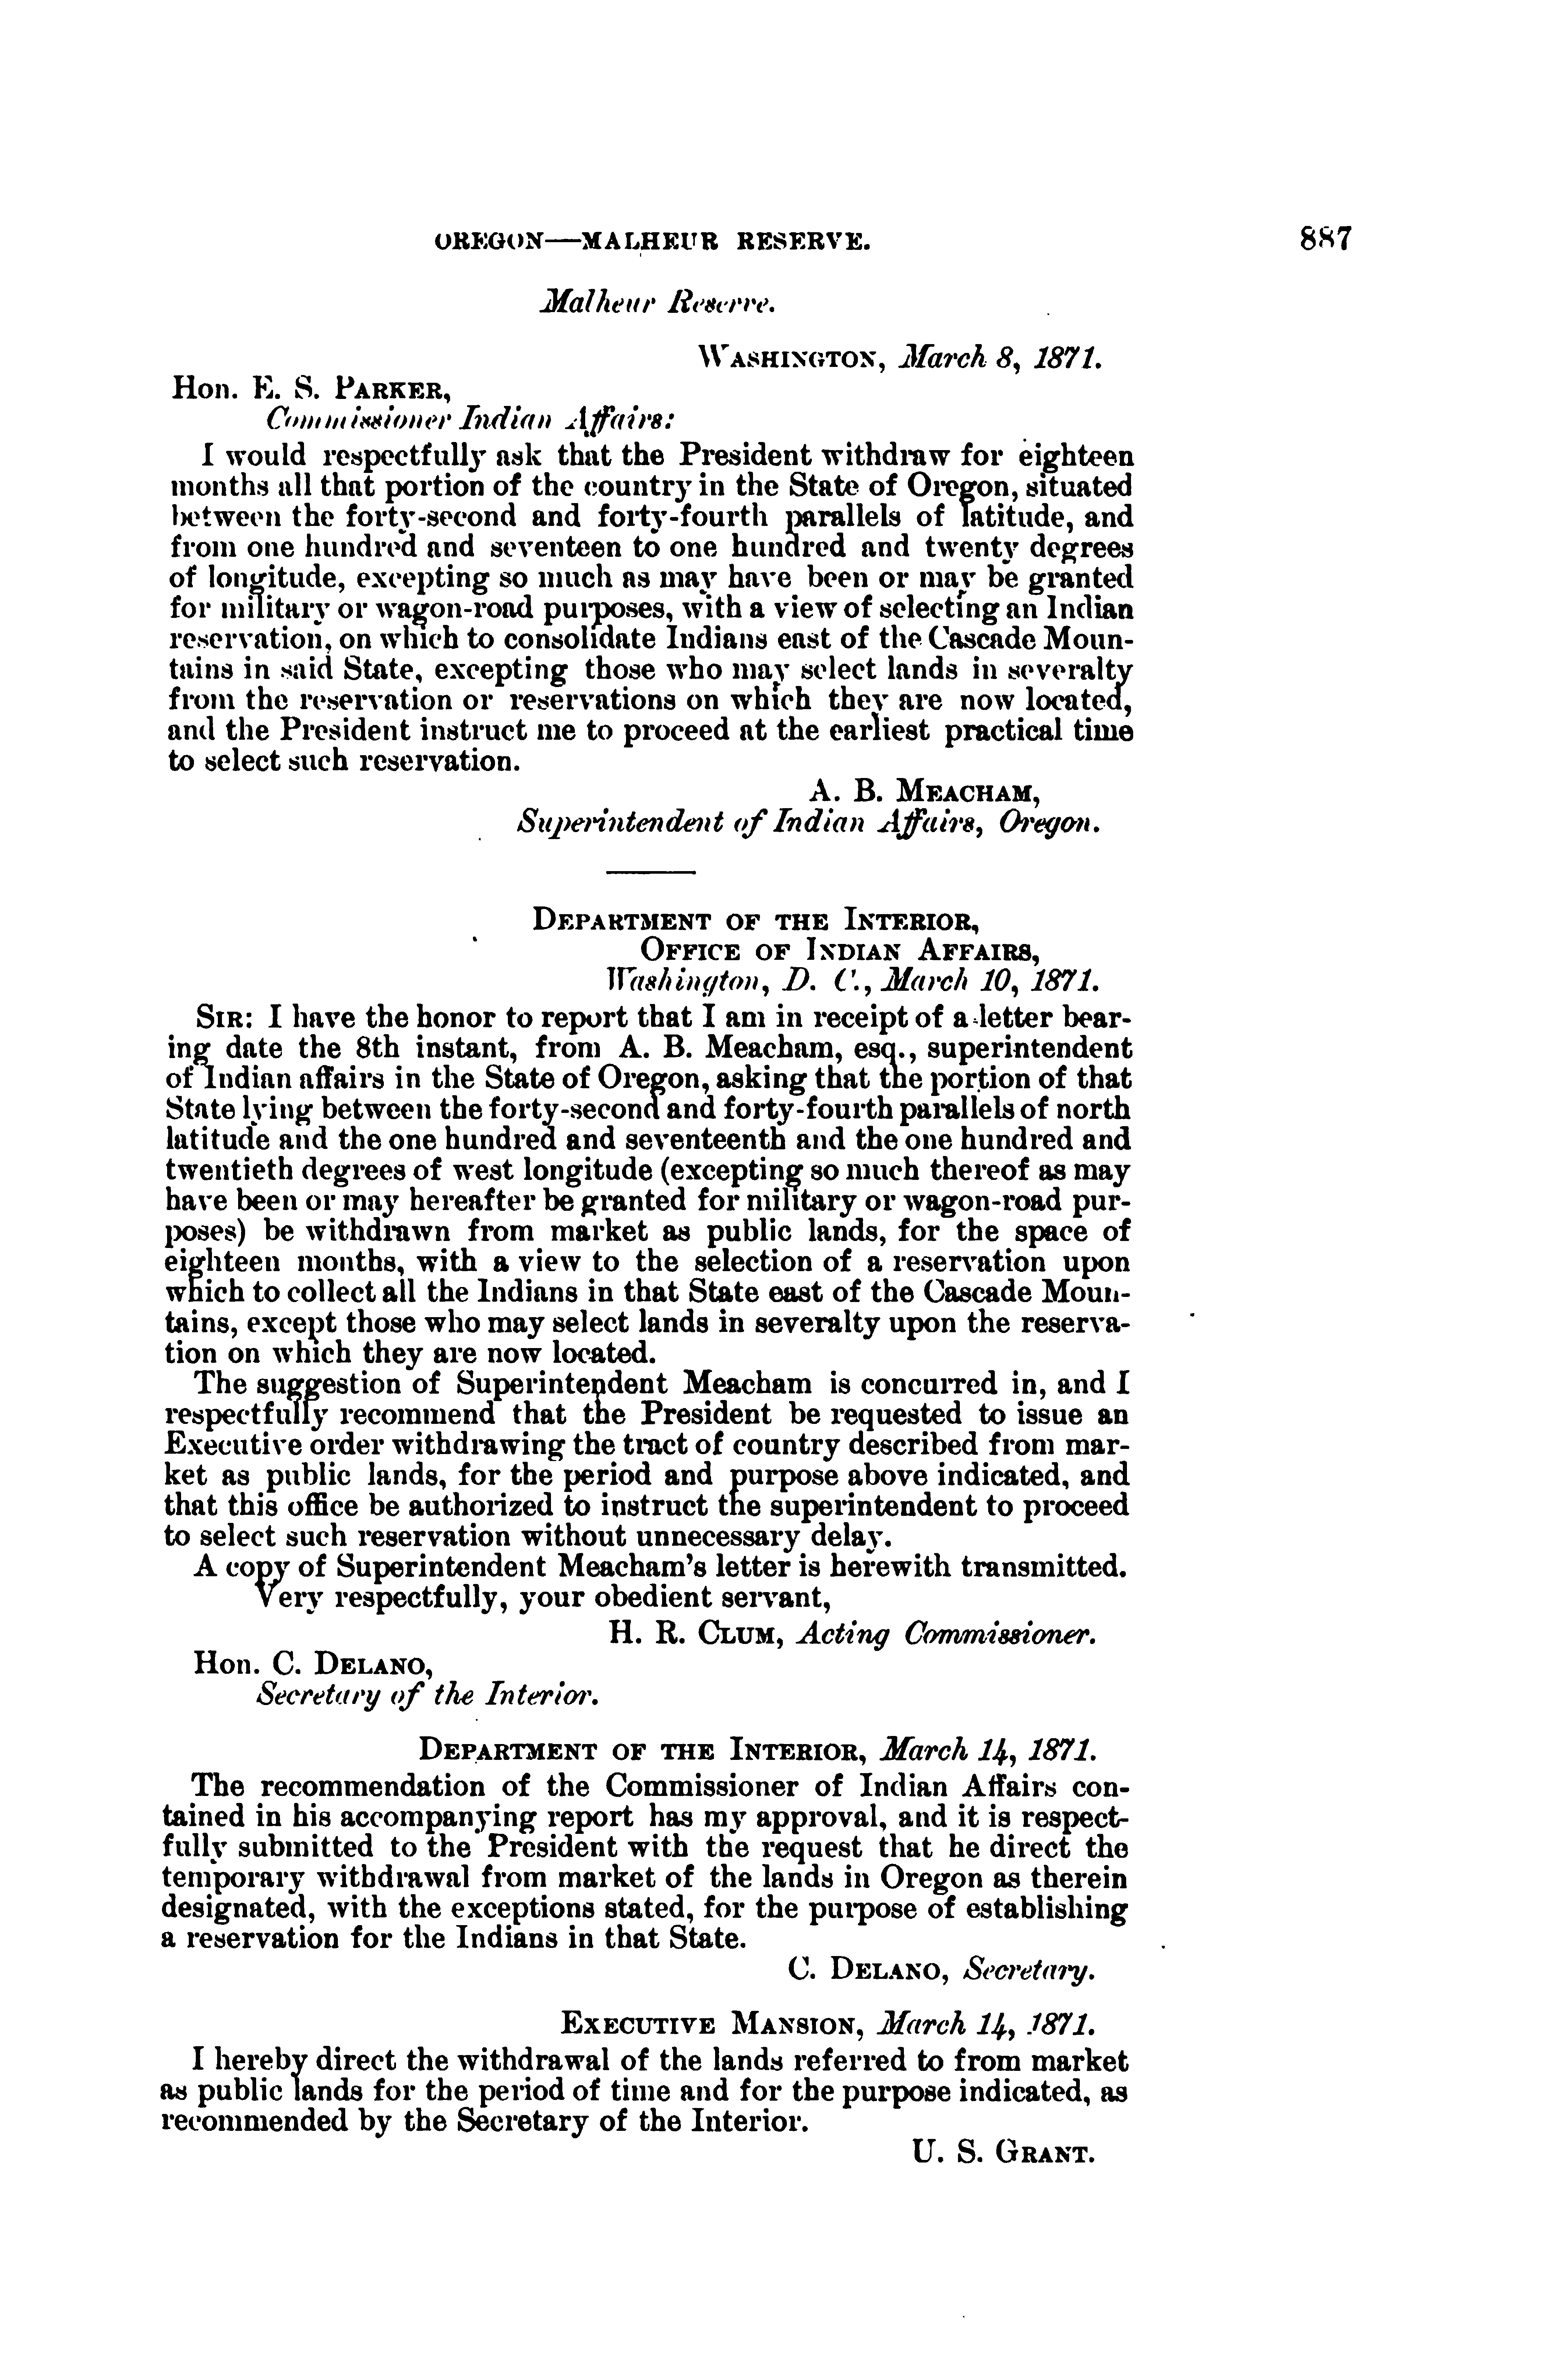 OREGON—MALHEUR RESERVE. 887
Malheur Reserve.
WASHINGTON, March 8, 1871.
Hon. E. S. PARKER,
Commissioner Indian Affairs:
I would respectfully ask that the President withdraw for eighteen
months all that portion of the country in the State of Oregon, situated
between the forty-second and forty-fourth parallels of latitude, and
from one hundred and seventeen to one hundred and twenty degrees
of longitude, excepting so much as may have been or may be granted
for military or wagon-road purposes, with a view of selecting an Indian
reservation, on which to consolidate Indians east of the Cascade Moun-
tains in said State, excepting those who may select lands in severalty
from the reservation or reservations on which they are now located,
and the President instruct me to proceed at the earliest practical time
to select such reservation.
A. B. MEACHAM,
Superintendent of Indian Affairs, Oregon.
DEPARTMENT OF THE INTERIOR,
OFFICE OF INDIAN AFFAIRS,
Washington, D. C., March 10, 1871.
SIR: I have the honor to report that I am in receipt of a letter bear-
ing date the 8th instant, from A. B. Meacham, esq., superintendent
of Indian affairs in the State of Oregon, asking that the portion of that
State lying between the forty-second and forty-fourth parallels of north
latitude and the one hundred and seventeenth and the one hundred and
twentieth degrees of west longitude (excepting so much thereof as may
have been or may hereafter be granted for military or wagon-road pur-
poses) be withdrawn from market as public lands, for the space of
eighteen months, with a view to the selection of a reservation upon
which to collect all the Indians in that State east of the Cascade Moun-
tains, except those who may select lands in severalty upon the reserva-
tion on which they are now located.
The suggestion of Superintendent Meacham is concurred in, and I
respectfully recommend that the President be requested to issue an
Executive order withdrawing the tract of country described from mar-
ket as public lands, for the period and purpose above indicated, and
that this office be authorized to instruct the superintendent to proceed
to select such reservation without unnecessary delay.
A copy of Superintendent Meacham's letter is herewith transmitted.
Very respectfully, your obedient servant,
H. R. CLUM, Acting Commissioner.
Hon. C. DELANO,
Secretary of the Interior.
DEPARTMENT OF THE INTERIOR, March 14, 1871.
The recommendation of the Commissioner of Indian Affairs con-
tained in his accompanying report has my approval, and it is respect-
fully submitted to the President with the request that he direct the
temporary withdrawal from market of the lands in Oregon as therein
designated, with the exceptions stated, for the purpose of establishing
a reservation for the Indians in that State.
C. DELANO, Secretary.
EXECUTIVE MANSION, March 14, 1871.
I hereby direct the withdrawal of the lands referred to from market
as public lands for the period of time and for the purpose indicated, as
recommended by the Secretary of the Interior.
U. S. GRANT.